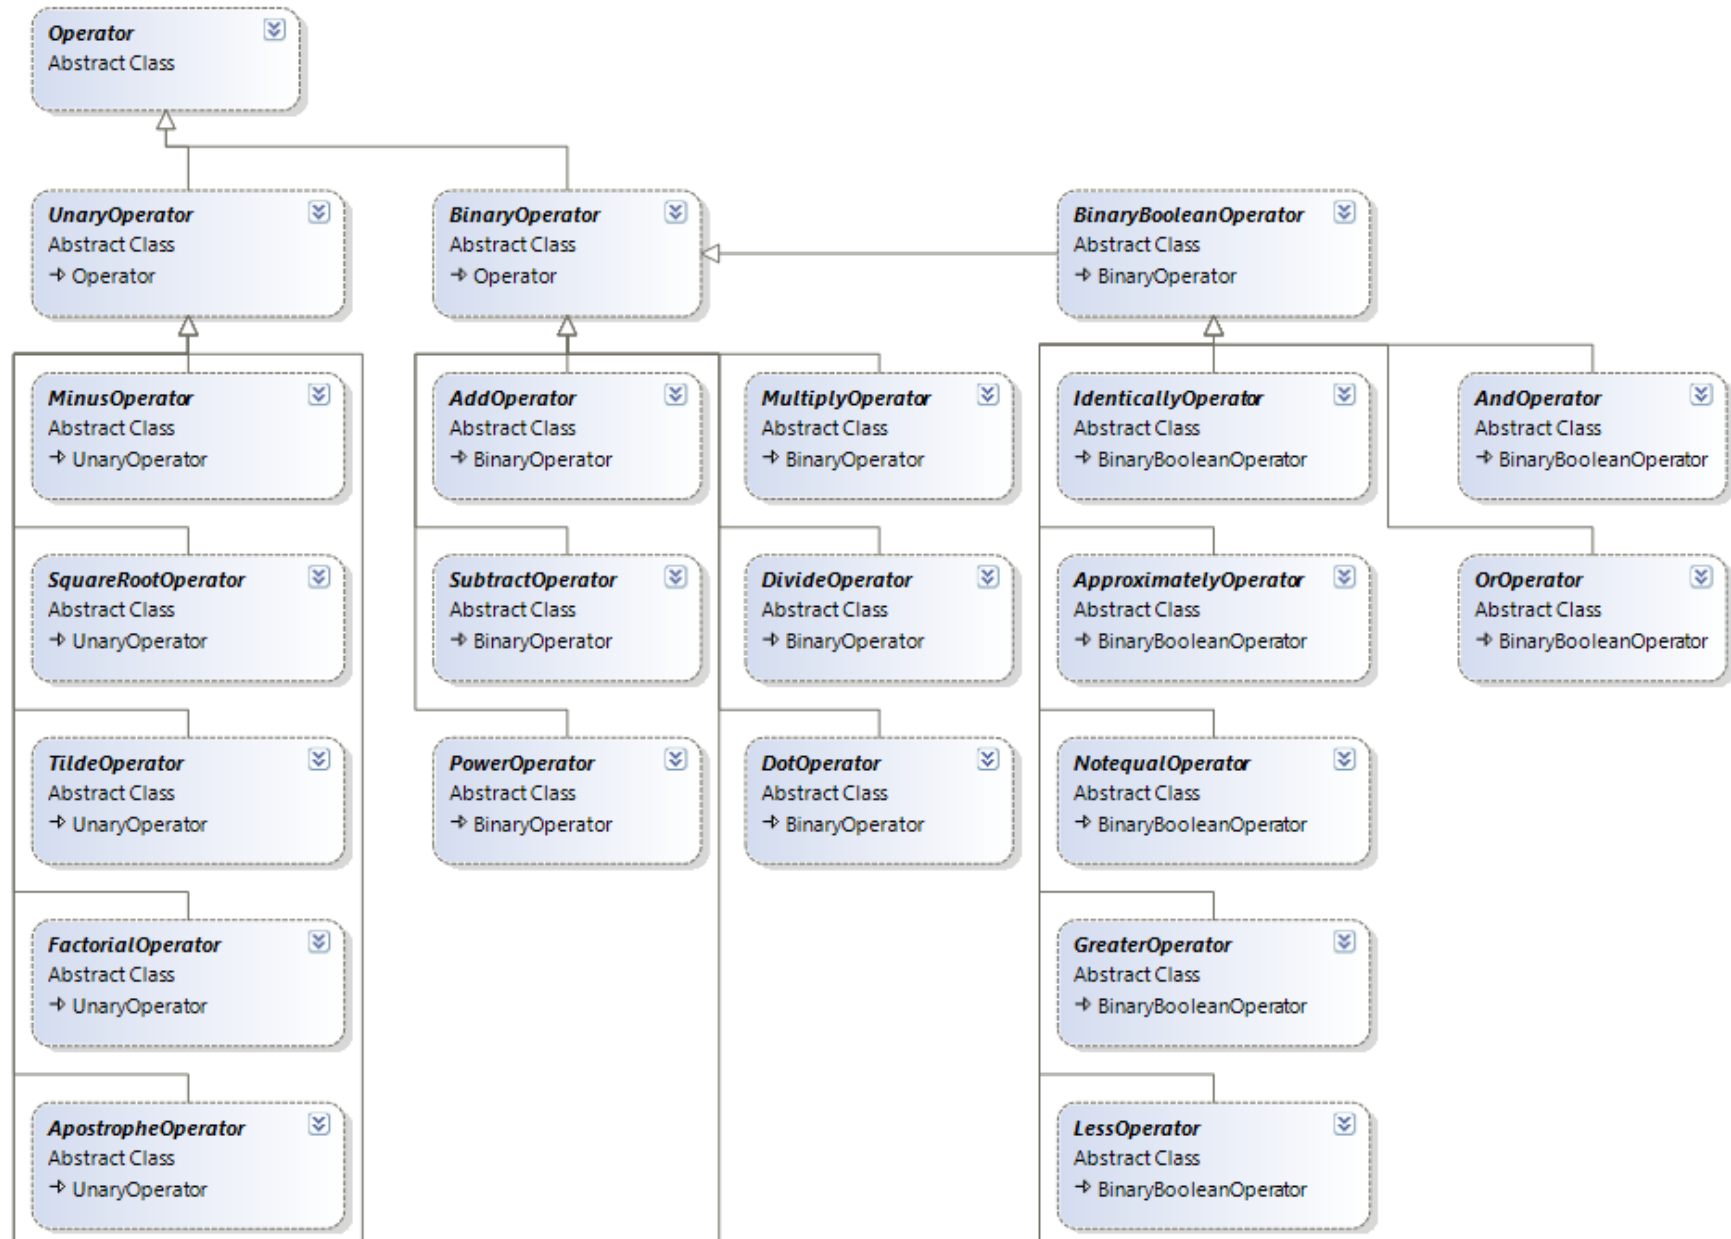 Operator
Abstract Class
UnaryOperator
Abstract Class
Operator
BinaryOperator
Abstract Class
Operator
BinaryBooleanOperator
Abstract Class
BinaryOperator
MinusOperator
Abstract Class
UnaryOperator
AddOperator
Abstract Class
BinaryOperator
MultiplyOperator
Abstract Class
BinaryOperator
IdenticallyOperator
Abstract Class
BinaryBooleanOperator
AndOperator
Abstract Class
BinaryBooleanOperator
SquareRootOperator
Abstract Class
UnaryOperator
SubtractOperator
Abstract Class
BinaryOperator
DivideOperator
Abstract Class
BinaryOperator
ApproximatelyOperator
Abstract Class
BinaryBooleanOperator
OrOperator
Abstract Class
BinaryBooleanOperator
TildeOperator
Abstract Class
UnaryOperator
PowerOperator
Abstract Class
BinaryOperator
DotOperator
Abstract Class
BinaryOperator
NotequalOperator
Abstract Class
BinaryBooleanOperator
FactorialOperator
Abstract Class
UnaryOperator
GreaterOperator
Abstract Class
BinaryBooleanOperator
ApostropheOperator
Abstract Class
UnaryOperator
LessOperator
Abstract Class
BinaryBooleanOperator